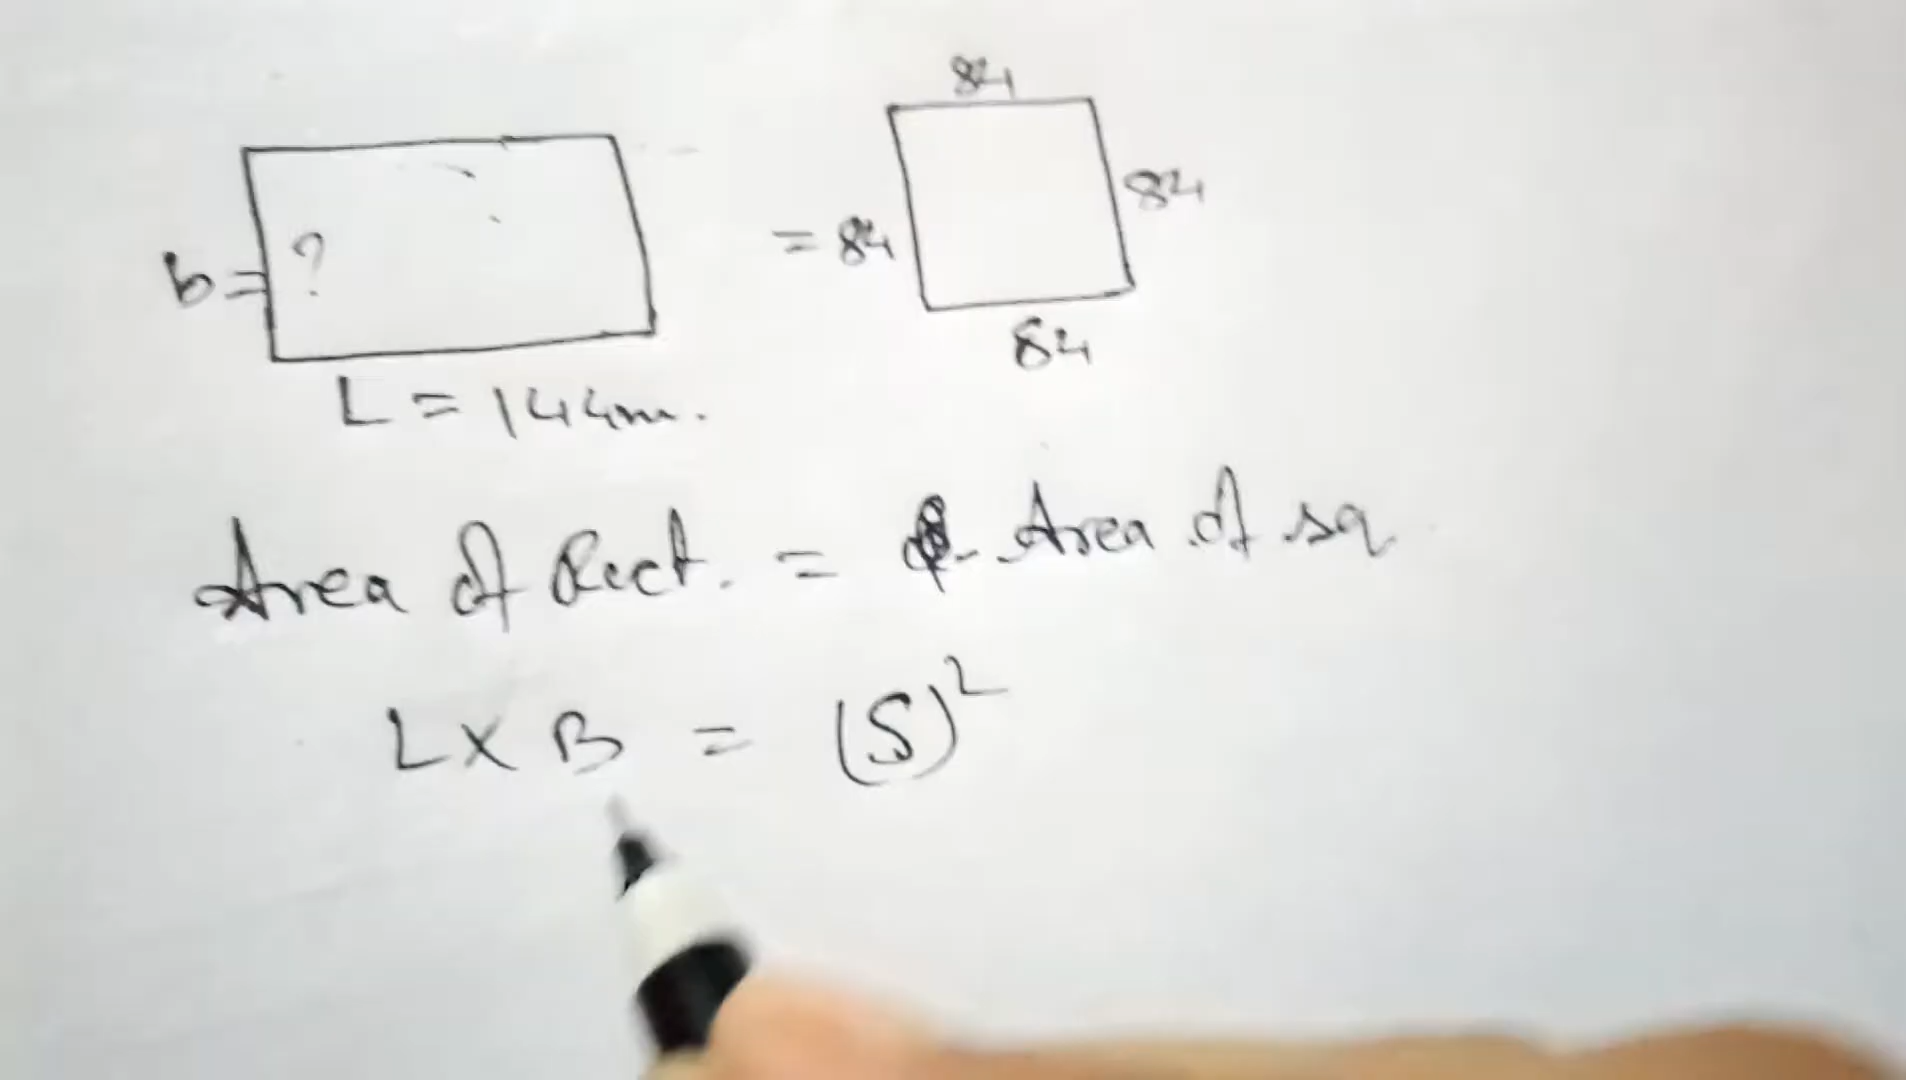 84
84
= 84
b= ?
84
L = 144m.
Area of Rect. = Area of sq
L x B = (S)²